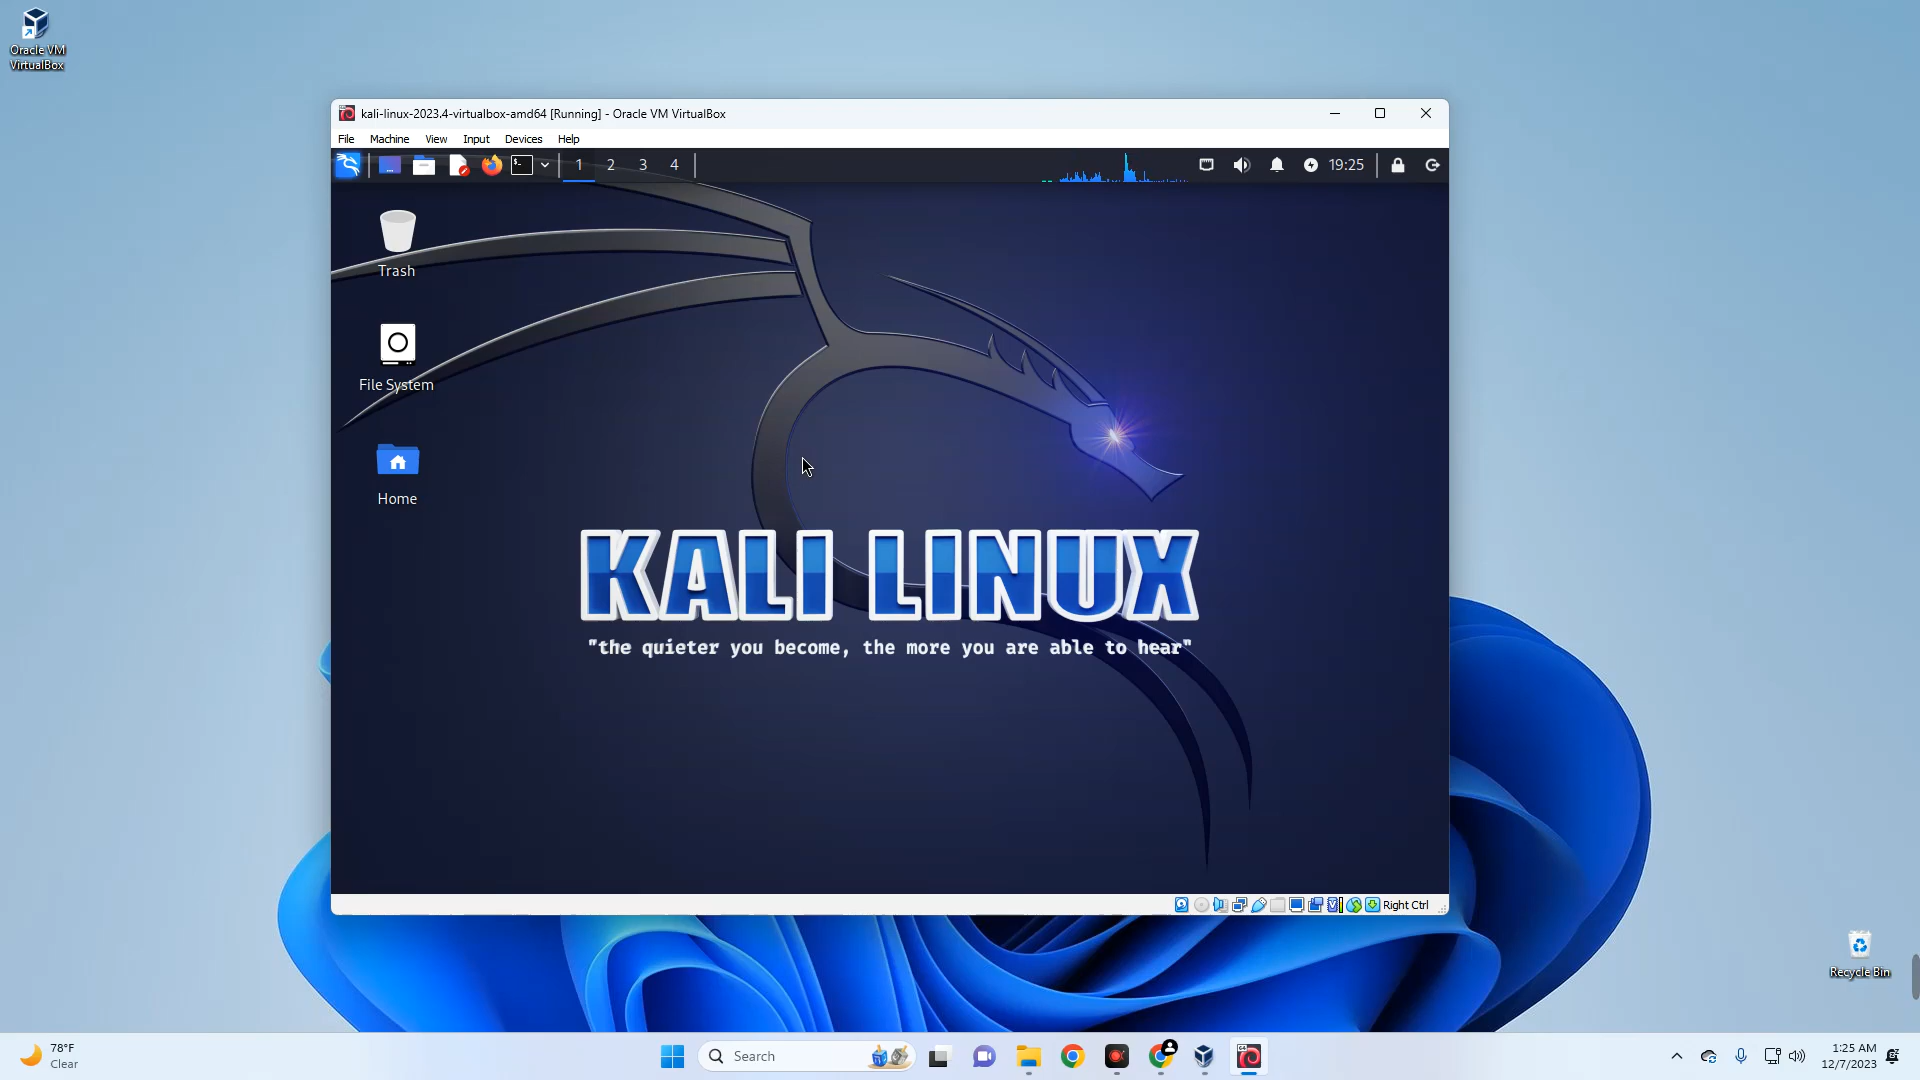 Oracle VM
VirtualBox
kali-linux-2023.4-virtualbox-amd64 [Running] - Oracle VM VirtualBox
File Machine View Input Devices Help
1 2 3 4 19:25
Trash
File System
Home
KALI LINUX
"the quieter you become, the more you are able to hear"
Right Ctrl
Recycle Bin
78°F
Clear
Search
1:25 AM
12/7/2023